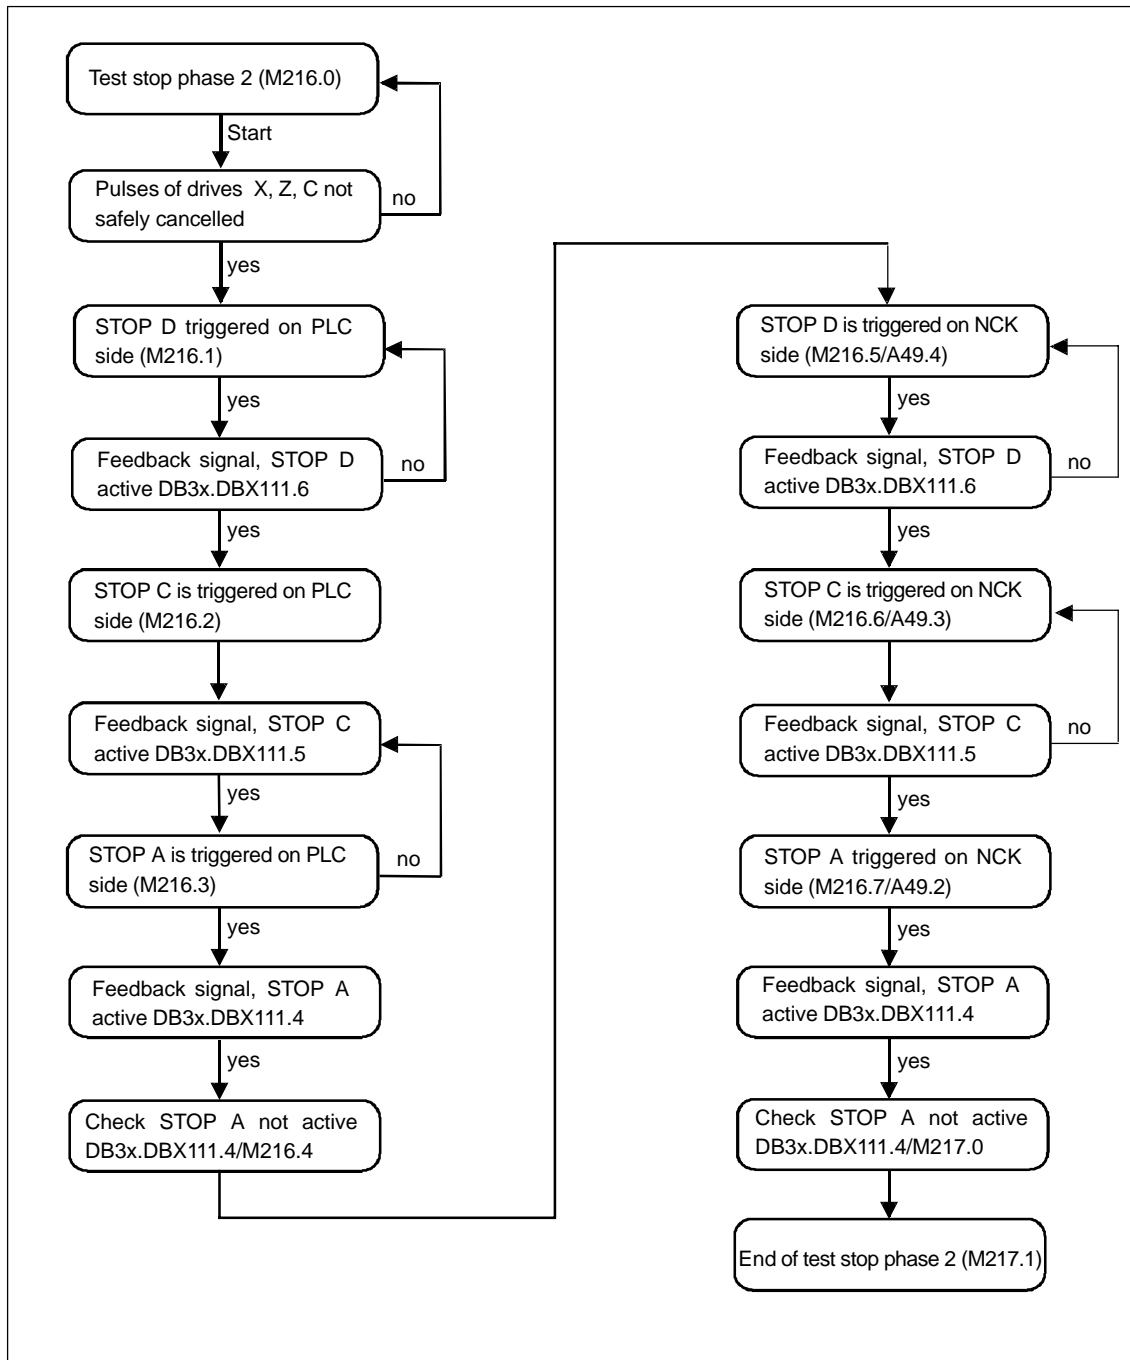 Test stop phase 2 (M216.0)
Start
Pulses of drives X, Z, C not
safely cancelled
no
yes
STOP D triggered on PLC
side (M216.1)
yes
Feedback signal, STOP D
active DB3x.DBX111.6
no
yes
STOP C is triggered on PLC
side (M216.2)
Feedback signal, STOP C
active DB3x.DBX111.5
yes
STOP A is triggered on PLC
side (M216.3)
no
yes
Feedback signal, STOP A
active DB3x.DBX111.4
yes
Check STOP A not active
DB3x.DBX111.4/M216.4
STOP D is triggered on NCK
side (M216.5/A49.4)
yes
Feedback signal, STOP D
active DB3x.DBX111.6
no
yes
STOP C is triggered on NCK
side (M216.6/A49.3)
Feedback signal, STOP C
active DB3x.DBX111.5
no
yes
STOP A triggered on NCK
side (M216.7/A49.2)
yes
Feedback signal, STOP A
active DB3x.DBX111.4
yes
Check STOP A not active
DB3x.DBX111.4/M217.0
End of test stop phase 2 (M217.1)